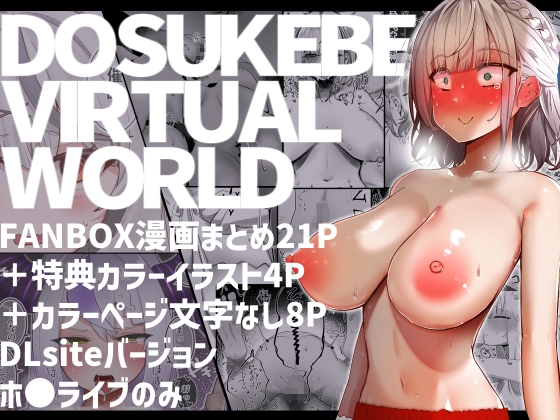 DOSUKEBE
VIRTUAL
WORLD
FANBOX漫画まとめ21P
＋特典カラーイラスト4P
＋カラーページ文字なし8P
DLsiteバージョン
ホ●ライブのみ